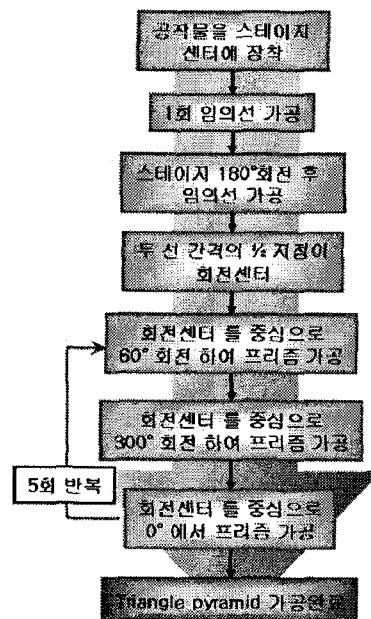 공작물을 스테이지
센터에 장착
1회 임의선 가공
스테이지 180°회전 후
임의선 가공
두 선 간격의 ½ 지점이
회전센터
회전센터 를 중심으로
60° 회전 하여 프리즘 가공
회전센터 를 중심으로
300° 회전 하여 프리즘 가공
5회 반복
회전센터 를 중심으로
0° 에서 프리즘 가공
Triangle pyramid 가공완료